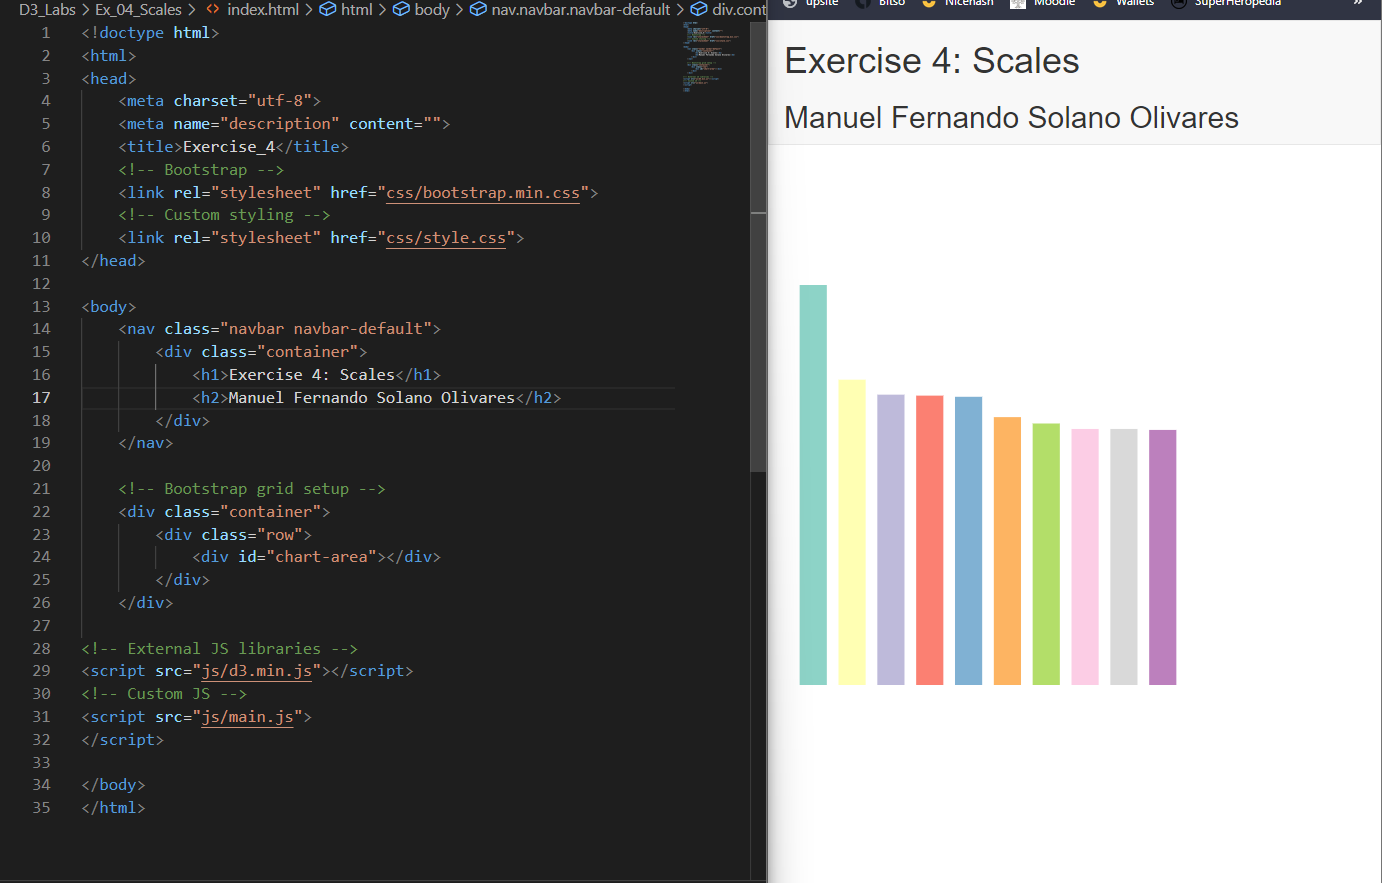 D3_Labs > Ex_04_Scales > index.html > html > body > nav.navbar.navbar-default > div.cont
1 <!doctype html>
2 <html>
3 <head>
4 <meta charset="utf-8">
5 <meta name="description" content="">
6 <title>Exercise_4</title>
7 <!-- Bootstrap -->
8 <link rel="stylesheet" href="css/bootstrap.min.css">
9 <!-- Custom styling -->
10 <link rel="stylesheet" href="css/style.css">
11 </head>
12
13 <body>
14 <nav class="navbar navbar-default">
15 <div class="container">
16 <h1>Exercise 4: Scales</h1>
17 <h2>Manuel Fernando Solano Olivares</h2>
18 </div>
19 </nav>
20
21 <!-- Bootstrap grid setup -->
22 <div class="container">
23 <div class="row">
24 <div id="chart-area"></div>
25 </div>
26 </div>
27
28 <!-- External JS libraries -->
29 <script src="js/d3.min.js"></script>
30 <!-- Custom JS -->
31 <script src="js/main.js">
32 </script>
33
34 </body>
35 </html>
upsite Bitso Nicehash Moodle Wallets SuperHeropedia »
Exercise 4: Scales
Manuel Fernando Solano Olivares